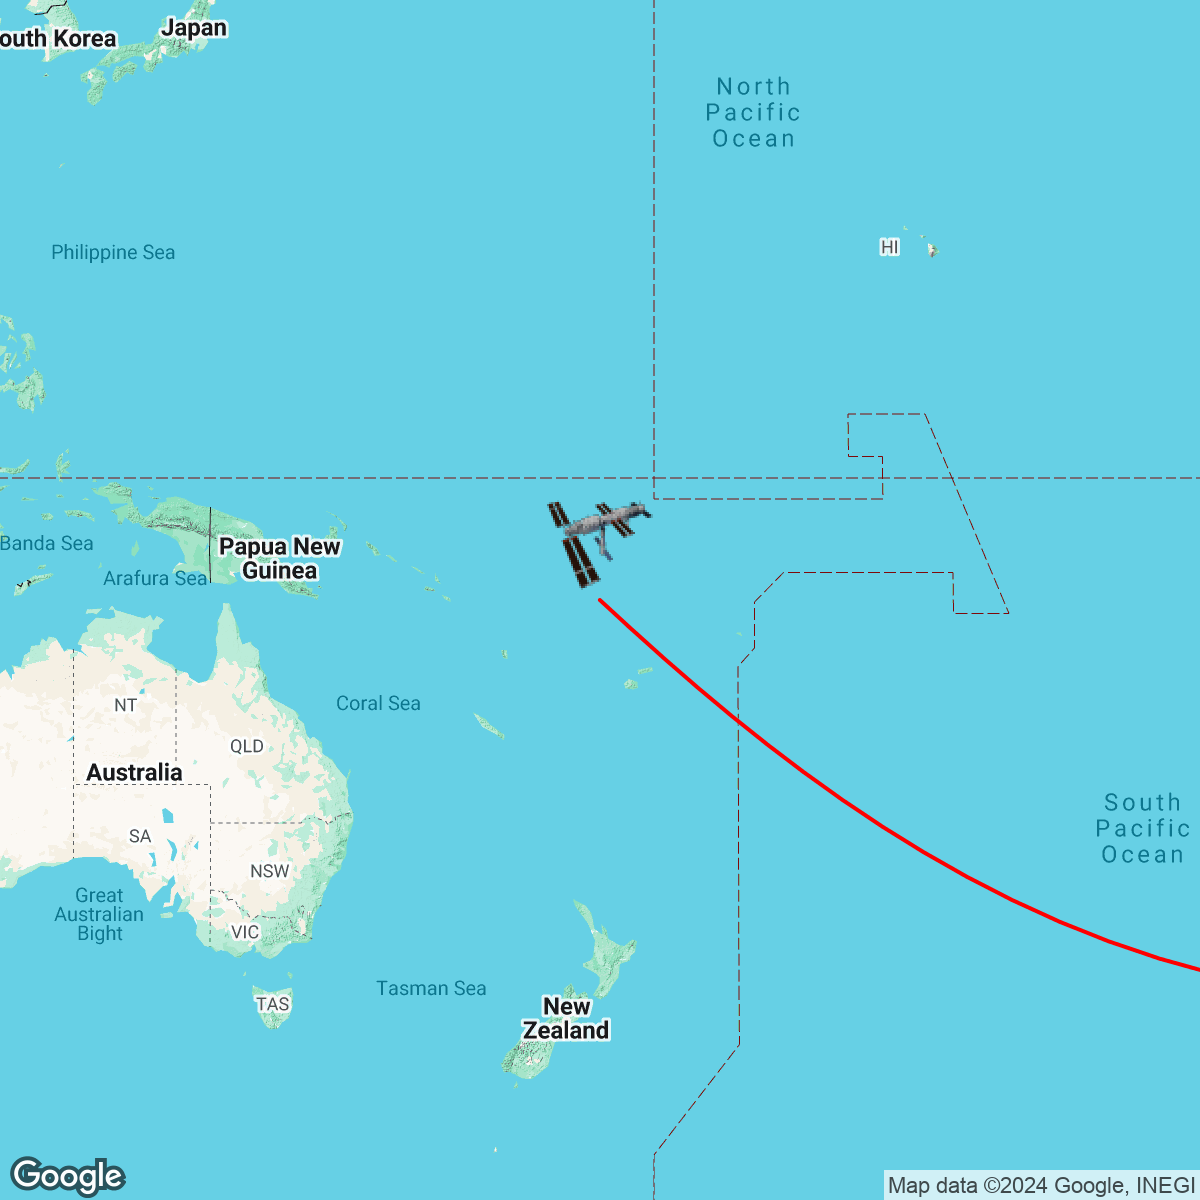 Japan
outh Korea
North
Pacific
Ocean
HI
Philippine Sea
Banda Sea
Papua New
Guinea
Arafura Sea
NT
Coral Sea
QLD
Australia
SA
NSW
South
Pacific
Ocean
Great
Australian
Bight
VIC
TAS
Tasman Sea
New
Zealand
Google
Map data ©2024 Google, INEGI